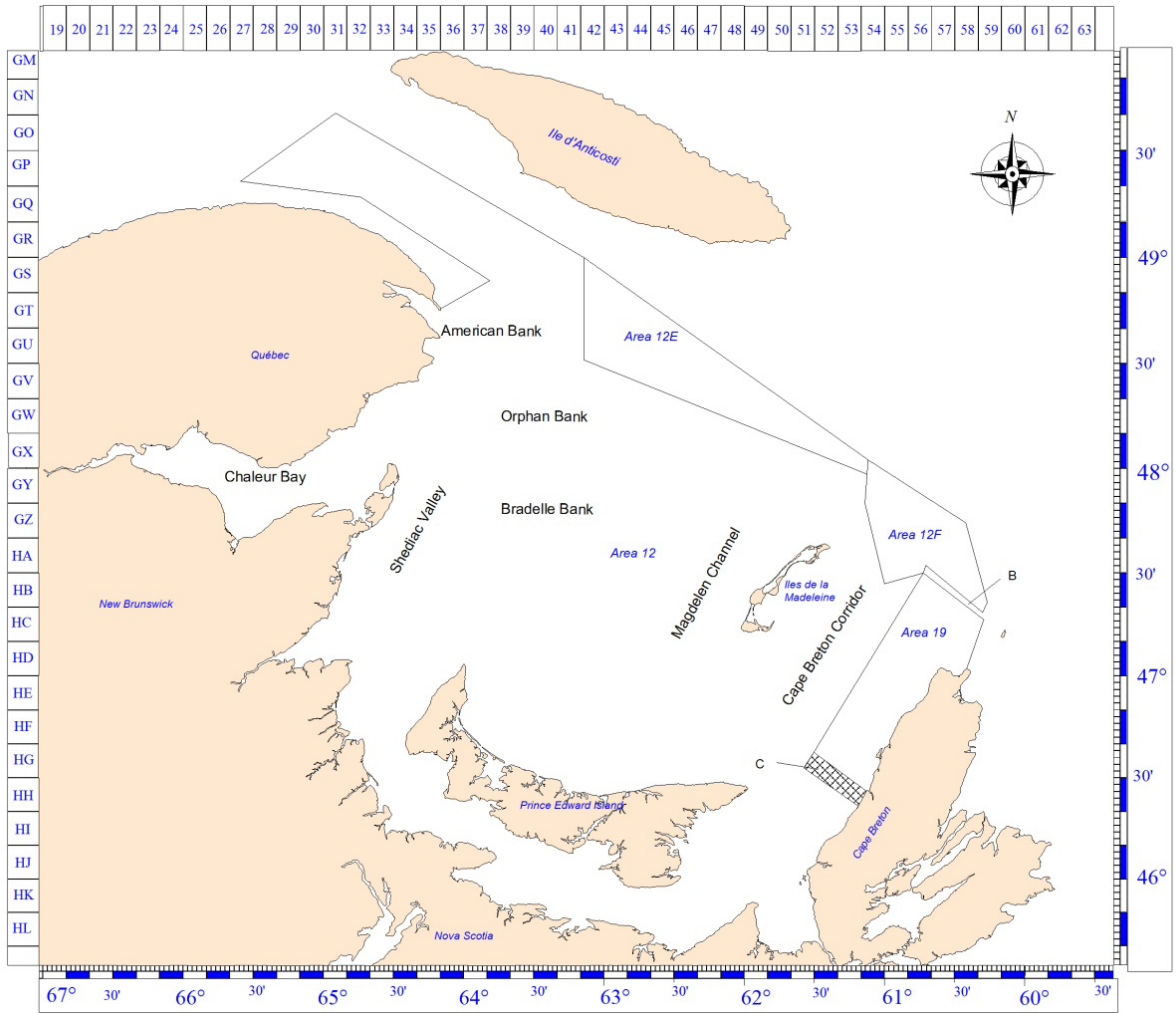 19 20 21 22 23 24 25 26 27 28 29 30 31 32 33 34 35 36 37 38 39 40 41 42 43 44 45 46 47 48 49 50 51 52 53 54 55 56 57 58 59 60 61 62 63
GM
GN
GO
GP
GQ
GR
GS
GT
GU
GV
GW
GX
GY
GZ
HA
HB
HC
HD
HE
HF
HG
HH
HI
HJ
HK
HL
N
Ile d'Anticosti
American Bank
Area 12E
Québec
Orphan Bank
Chaleur Bay
Shediac Valley
Bradelle Bank
Area 12
Magdelen Channel
Area 12F
B
Iles de la
Madeleine
New Brunswick
Cape Breton Corridor
Area 19
C
Prince Edward Island
Cape Breton
Nova Scotia
30'
49°
30'
48°
30'
47°
30'
46°
67° 30' 66° 30' 65° 30' 64° 30' 63° 30' 62° 30' 61° 30' 60° 30'